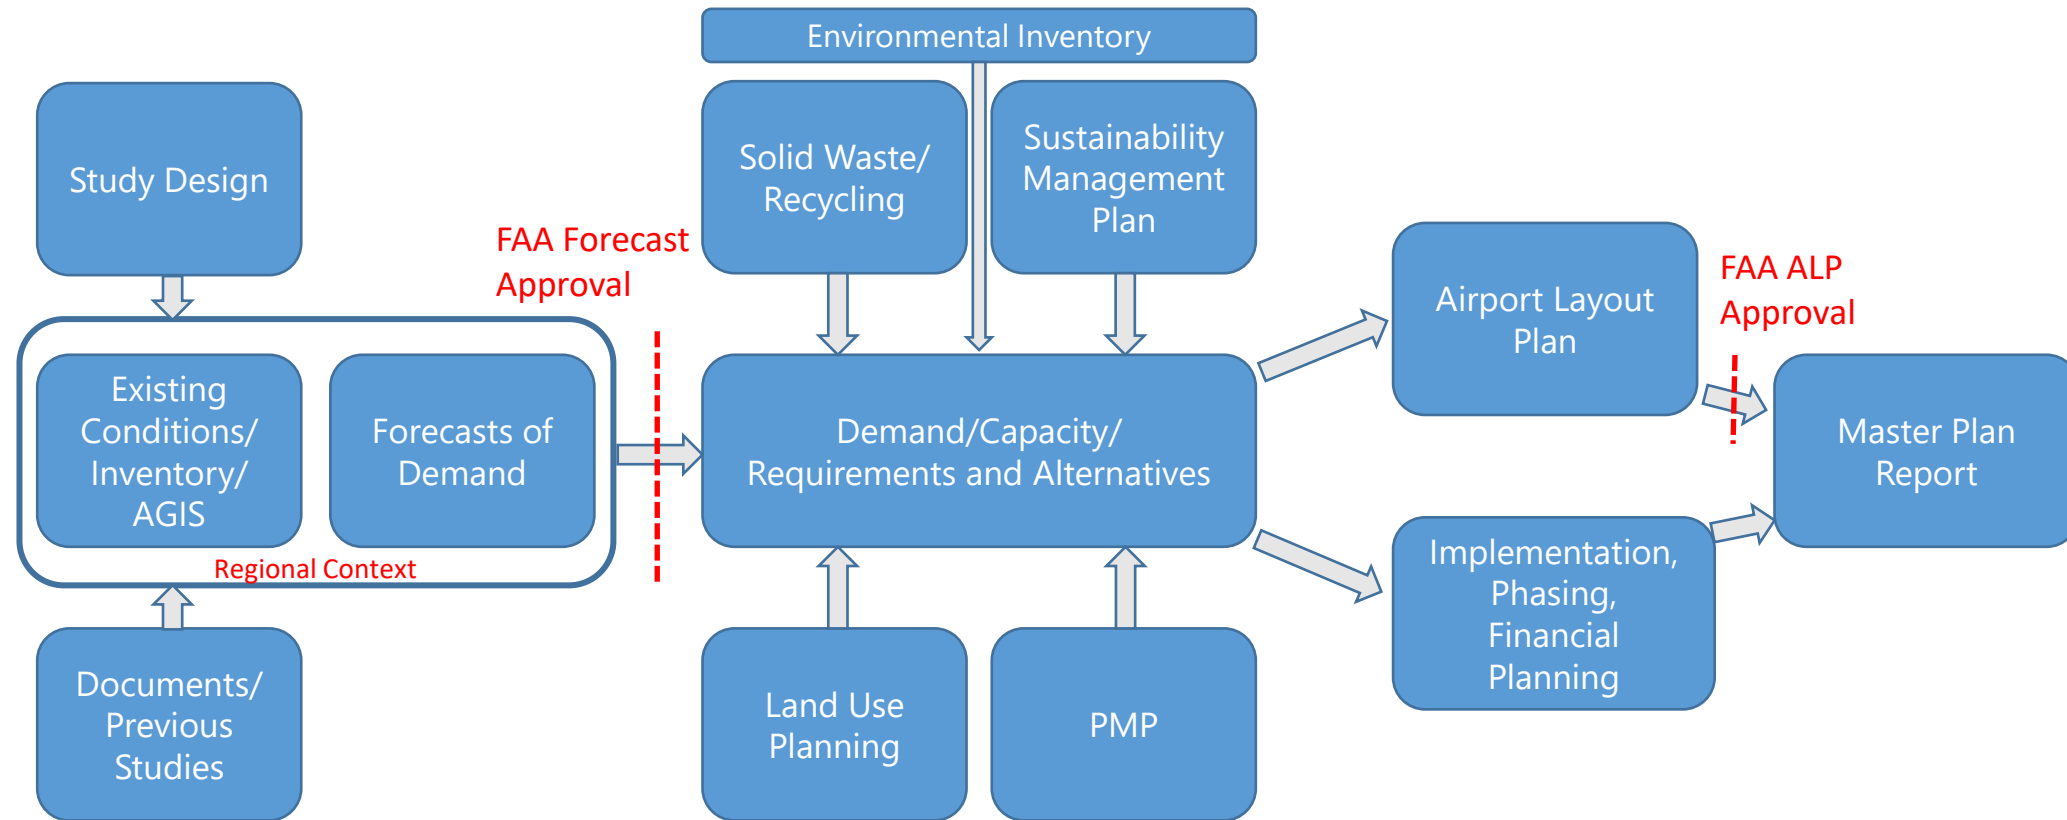 Environmental Inventory
Study Design
Solid Waste/
Recycling
Sustainability
Management
Plan
FAA Forecast
Approval
Airport Layout
Plan
FAA ALP
Approval
Existing
Conditions/
Inventory/
AGIS
Forecasts of
Demand
Regional Context
Demand/Capacity/
Requirements and Alternatives
Master Plan
Report
Implementation,
Phasing,
Financial
Planning
Documents/
Previous
Studies
Land Use
Planning
PMP